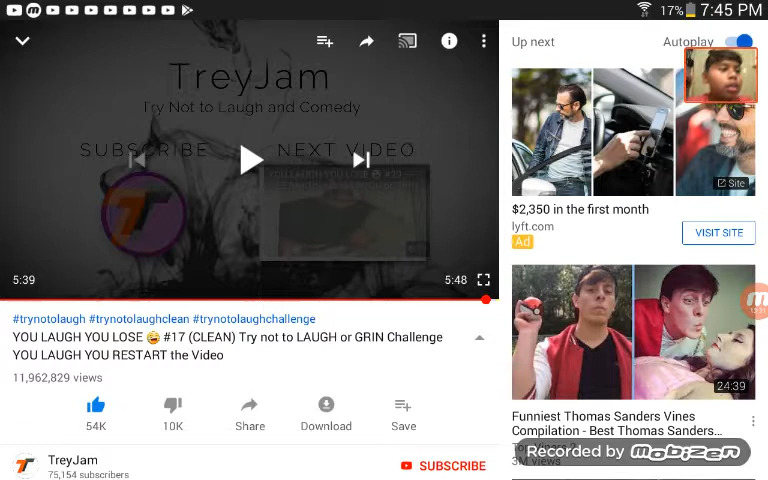 17% 7:45 PM
TreyJam
Try Not to Laugh and Comedy
SUBSCRIBE NEXT VIDEO
5:39
5:48
#trynotolaugh #trynotolaughclean #trynotolaughchallenge
YOU LAUGH YOU LOSE 😂 #17 (CLEAN) Try not to LAUGH or GRIN Challenge
YOU LAUGH YOU RESTART the Video
11,962,829 views
54K
10K
Share
Download
Save
TreyJam
75,154 subscribers
SUBSCRIBE
Up next
Autoplay
Site
$2,350 in the first month
lyft.com
Ad
VISIT SITE
24:39
Funniest Thomas Sanders Vines
Compilation - Best Thomas Sanders...
3M views
Recorded by mobizen